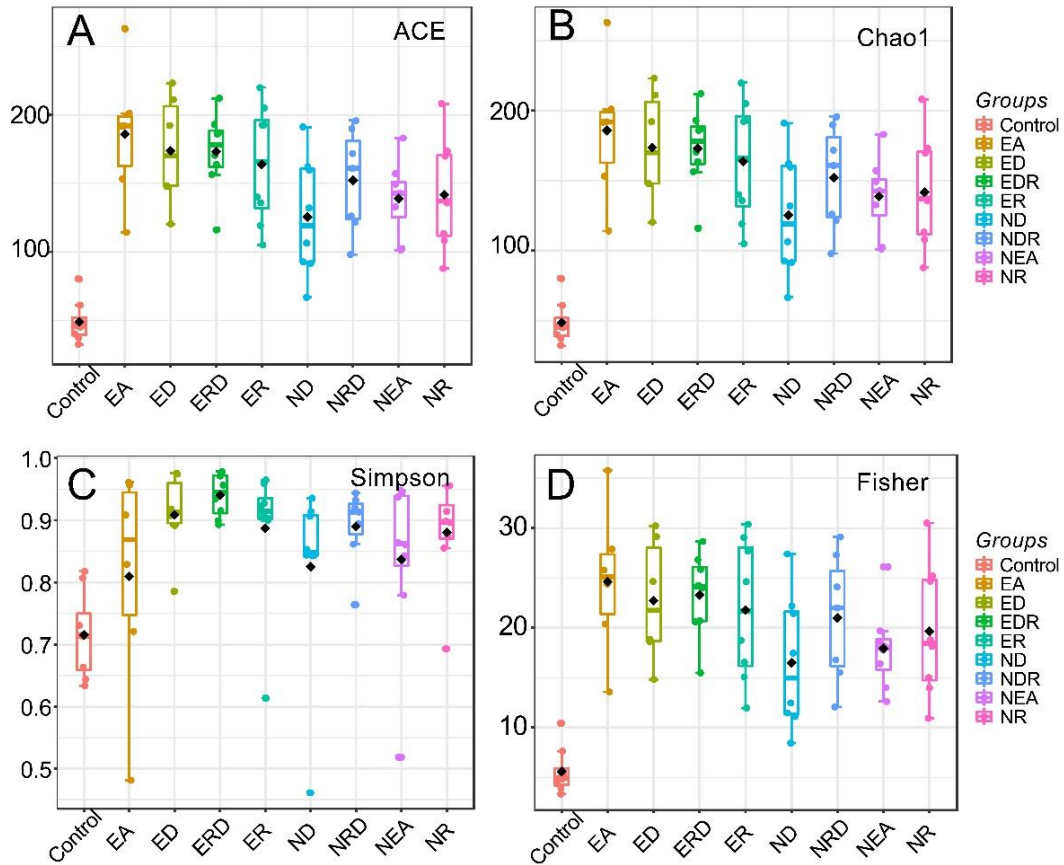 A
ACE
200
100
Control
EA
ED
ERD
ER
ND
NRD
NEA
NR
B
Chao1
200
100
Control
EA
ED
ERD
ER
ND
NRD
NEA
NR
Groups
Control
EA
ED
EDR
ER
ND
NDR
NEA
NR
C
Simpson
1.0
0.9
0.8
0.7
0.6
0.5
Control
EA
ED
ERD
ER
ND
NRD
NEA
NR
D
Fisher
30
20
10
Control
EA
ED
ERD
ER
ND
NRD
NEA
NR
Groups
Control
EA
ED
EDR
ER
ND
NDR
NEA
NR